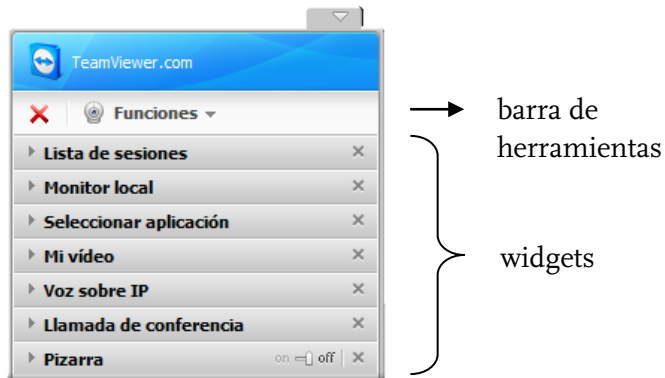 TeamViewer.com
Funciones
barra de
herramientas
Lista de sesiones
Monitor local
Seleccionar aplicación
Mi vídeo
widgets
Voz sobre IP
Llamada de conferencia
Pizarra on off